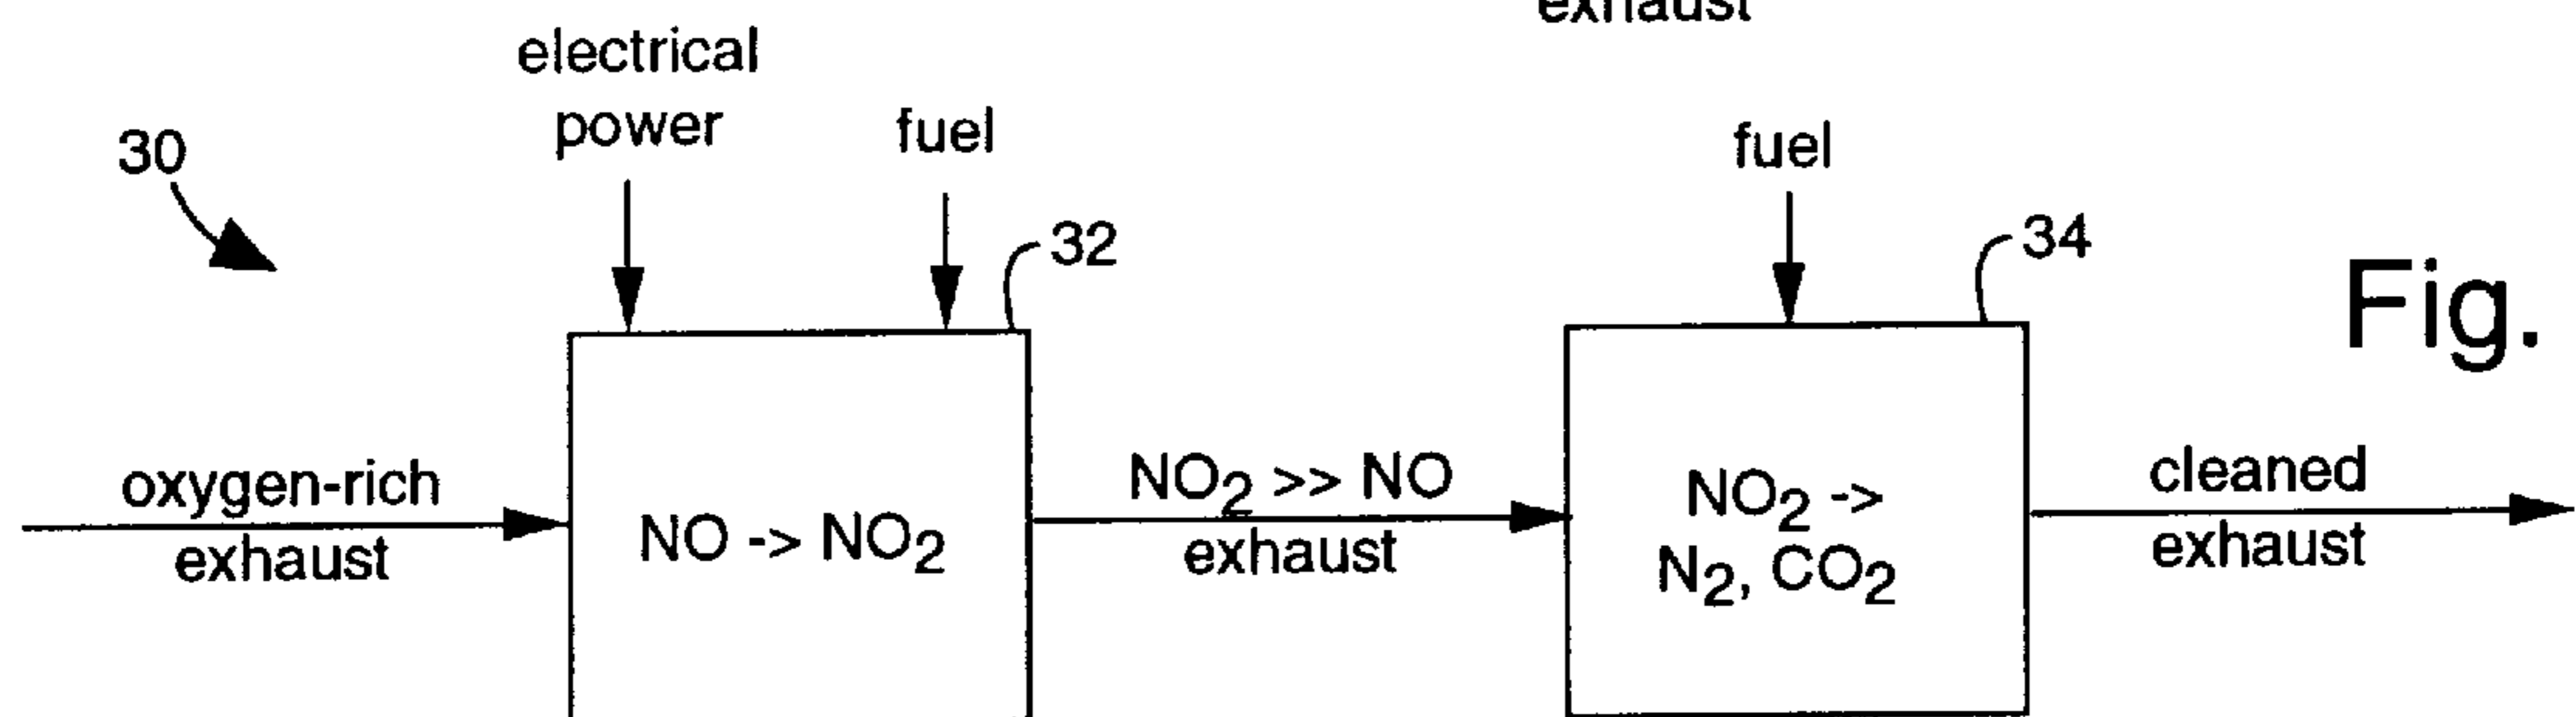 exhaust
electrical
power
fuel
fuel
30
32
34
Fig.
oxygen-rich
exhaust
NO -> NO2
NO2 >> NO
exhaust
NO2 ->
N2, CO2
cleaned
exhaust